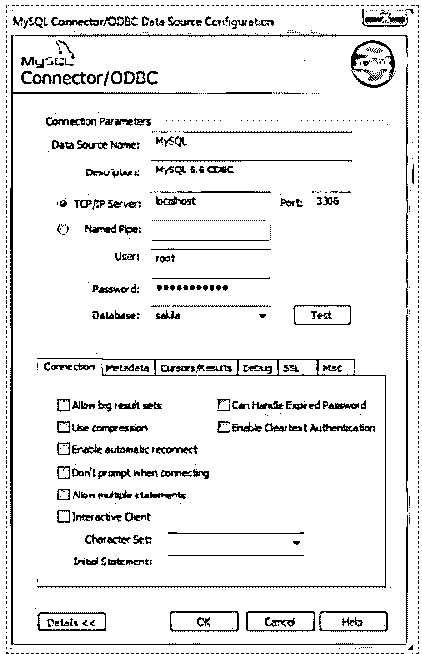 MySQL Connector/ODBC Data Source Configuration
MySQL
Connector/ODBC
Connection Parameters
Data Source Name: MySQL
Description: MySQL 5.6 ODBC
TCP/IP Server: localhost Port: 3306
Named Pipe:
User: root
Password: ●●●●●●●●●●●
Database: sakila Test
Connection Metadata Cursors/Results Debug SSL Misc
Allow big result sets Can Handle Expired Password
Use compression Enable Cleartext Authentication
Enable automatic reconnect
Don't prompt when connecting
Allow multiple statements
Interactive Client
Character Set:
Initial Statement:
Details << OK Cancel Help